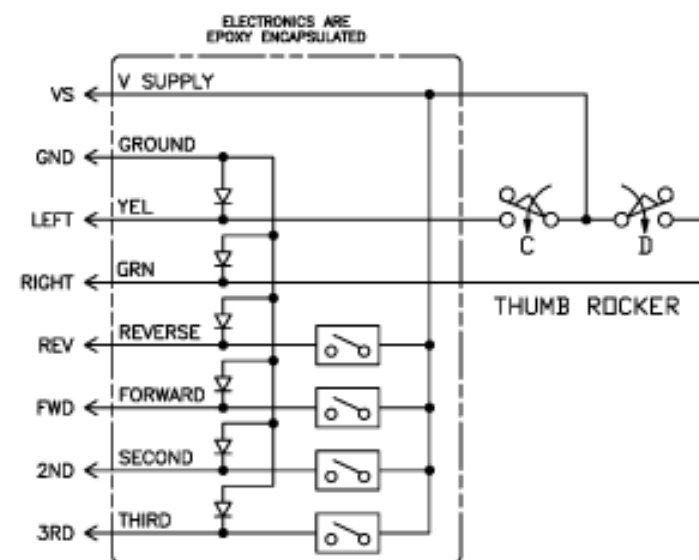 ELECTRONICS ARE
EPOXY ENCAPSULATED
VS V SUPPLY
GND GROUND
LEFT YEL
C D
RIGHT GRN
THUMB ROCKER
REV REVERSE
FWD FORWARD
2ND SECOND
3RD THIRD